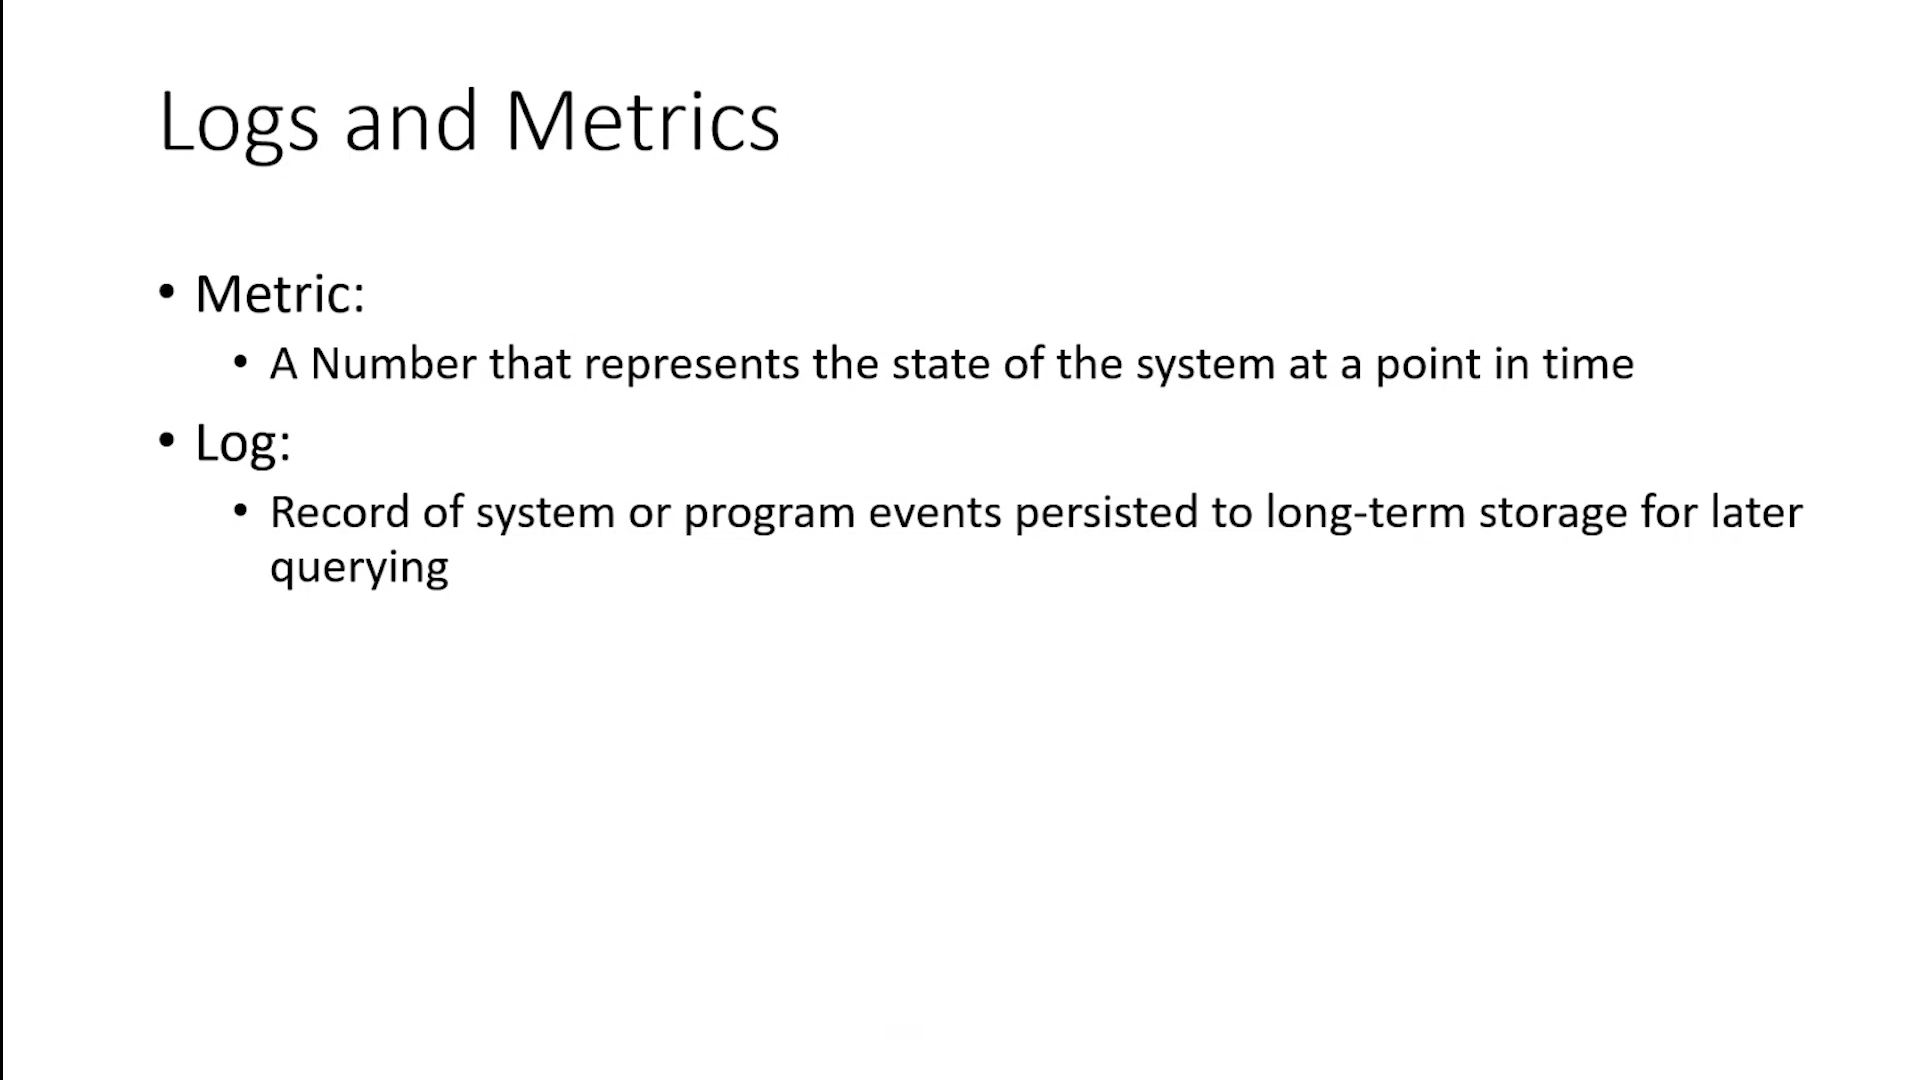 Logs and Metrics
• Metric:
• A Number that represents the state of the system at a point in time
• Log:
• Record of system or program events persisted to long-term storage for later
querying